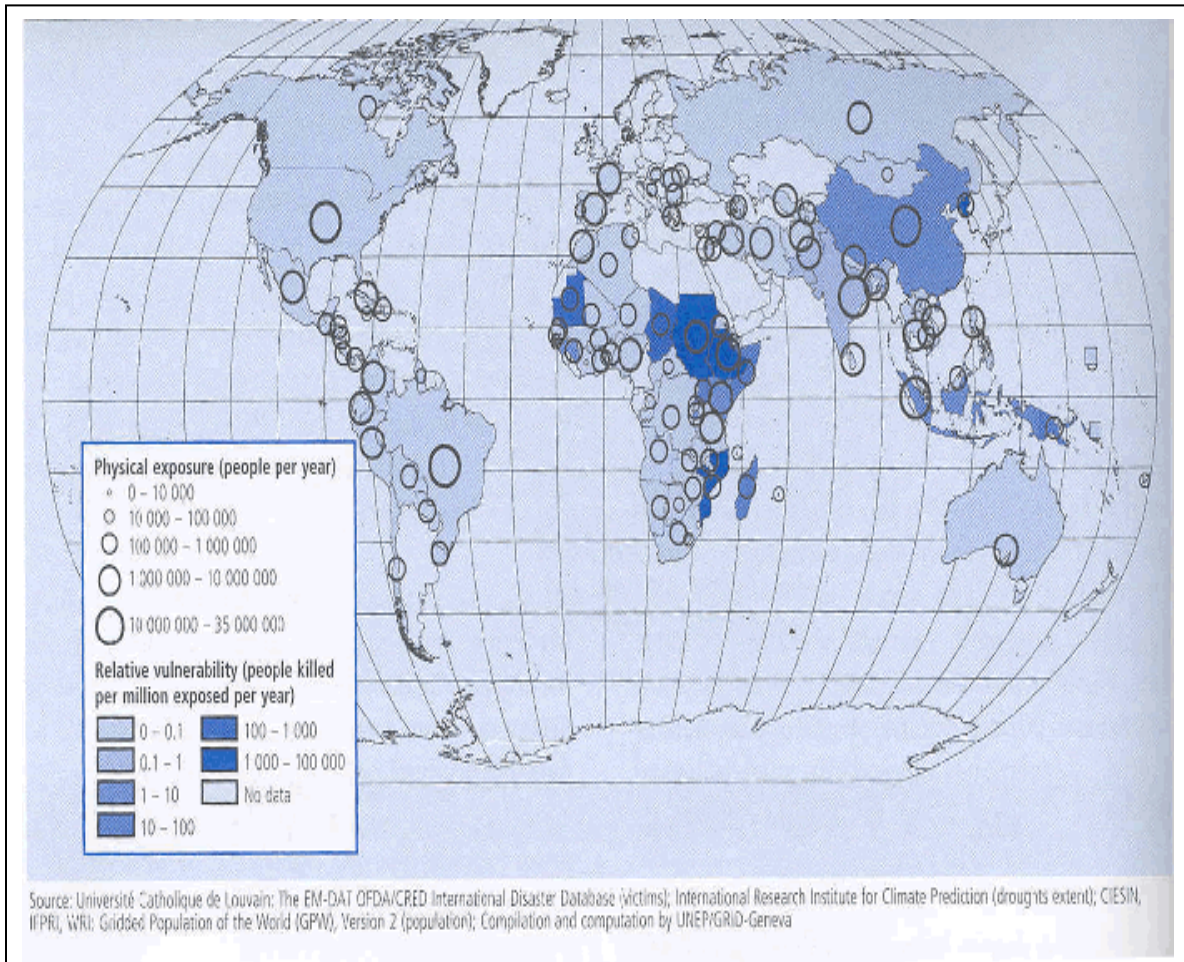 Physical exposure (people per year)
0 – 10 000
10 000 – 100 000
100 000 – 1 000 000
1 000 000 – 10 000 000
10 000 000 – 35 000 000
Relative vulnerability (people killed
per million exposed per year)
0 – 0.1
0.1 – 1
1 – 10
10 – 100
100 – 1 000
1 000 – 100 000
No data
Source: Université Catholique de Louvain: The EM-DAT OFDA/CRED International Disaster Database (victims); International Research Institute for Climate Prediction (droughts extent); CIESIN,
IFPRI, WRI: Gridded Population of the World (GPW), Version 2 (population); Compilation and computation by UNEP/GRID-Geneva